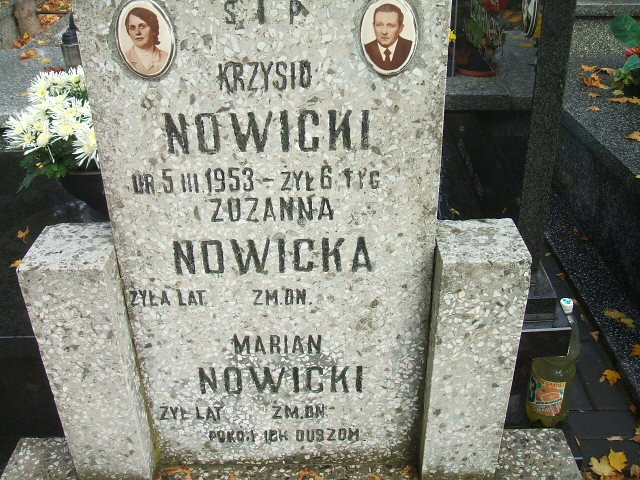 Ś P
KRZYSIO
NOWICKI
UR 5 III 1953 - ŻYŁ 6 TYG
ZUZANNA
NOWICKA
ŻYŁA LAT ZM. DN.
MARIAN
NOWICKI
ŻYŁ LAT ZM. DN
POKÓJ ICH DUSZOM